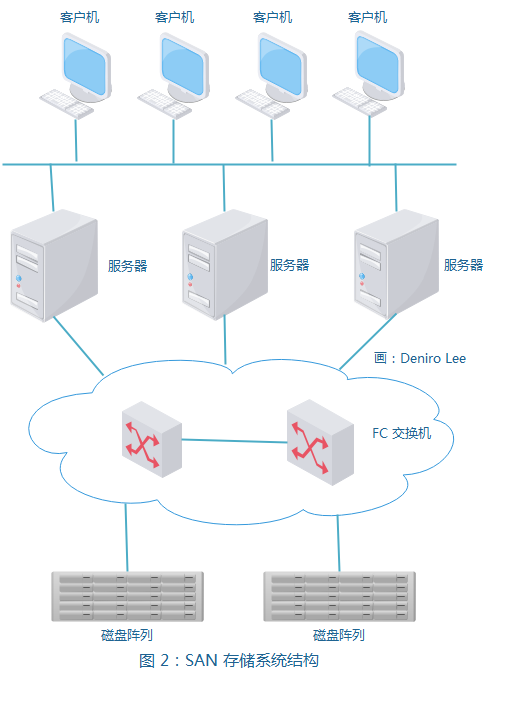 客户机 客户机 客户机 客户机
服务器 服务器 服务器
画：Deniro Lee
FC 交换机
磁盘阵列 磁盘阵列
图 2：SAN 存储系统结构